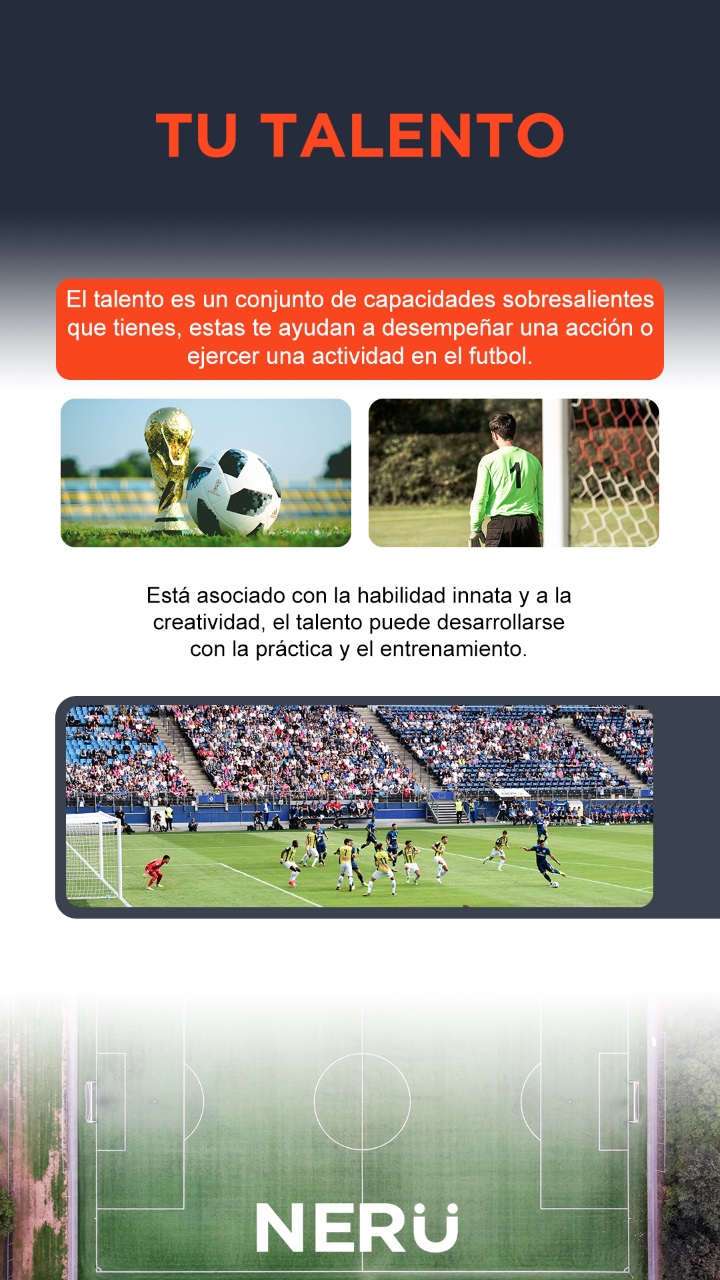 TU TALENTO
El talento es un conjunto de capacidades sobresalientes
que tienes, estas te ayudan a desempeñar una acción o
ejercer una actividad en el futbol.
1
Está asociado con la habilidad innata y a la
creatividad, el talento puede desarrollarse
con la práctica y el entrenamiento.
NERÜ